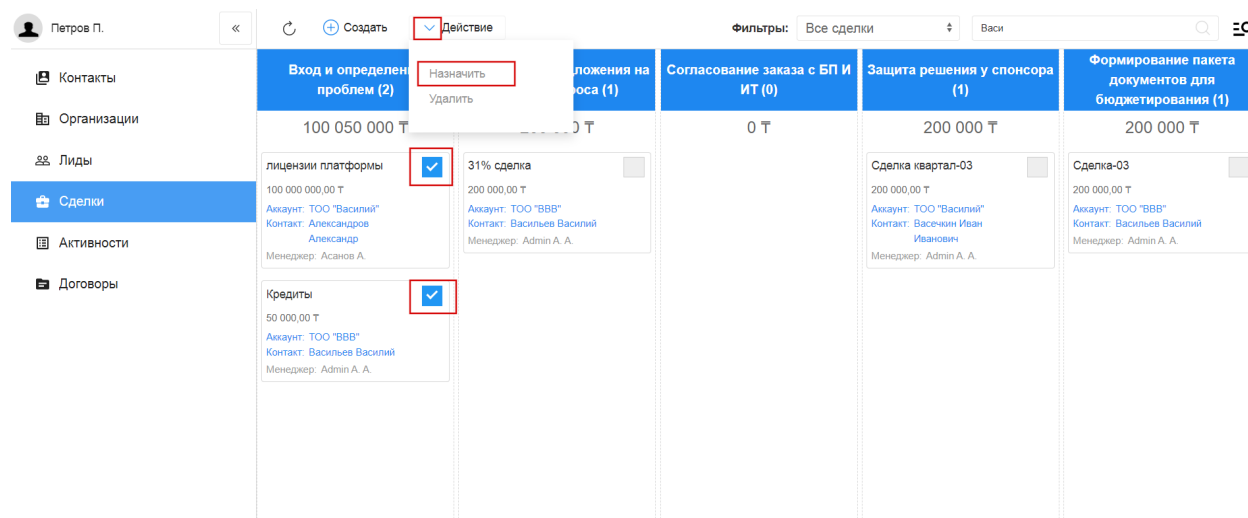 Петров П.
«
Создать
Действие
Фильтры:
Все сделки
Васи
Контакты
Организации
Лиды
Сделки
Активности
Договоры
Назначить
Удалить
Вход и
проблем (2)
100 050 000 ₸
лицензии платформы
100 000 000,00 ₸
Аккаунт: ТОО "Василий"
Контакт: Александров
Александр
Менеджер: Асанов А.
Кредиты
50 000,00 ₸
Аккаунт: ТОО "ВВВ"
Контакт: Васильев Василий
Менеджер: Admin A. A.
на
(1)
31% сделка
200 000,00 ₸
Аккаунт: ТОО "ВВВ"
Контакт: Васильев Василий
Менеджер: Admin A. A.
Согласование заказа с БП И
ИТ (0)
0 ₸
Защита решения у спонсора
(1)
200 000 ₸
Сделка квартал-03
200 000,00 ₸
Аккаунт: ТОО "Василий"
Контакт: Васечкин Иван
Иванович
Менеджер: Admin A. A.
Формирование пакета
документов для
бюджетирования (1)
200 000 ₸
Сделка-03
200 000,00 ₸
Аккаунт: ТОО "ВВВ"
Контакт: Васильев Василий
Менеджер: Admin A. A.